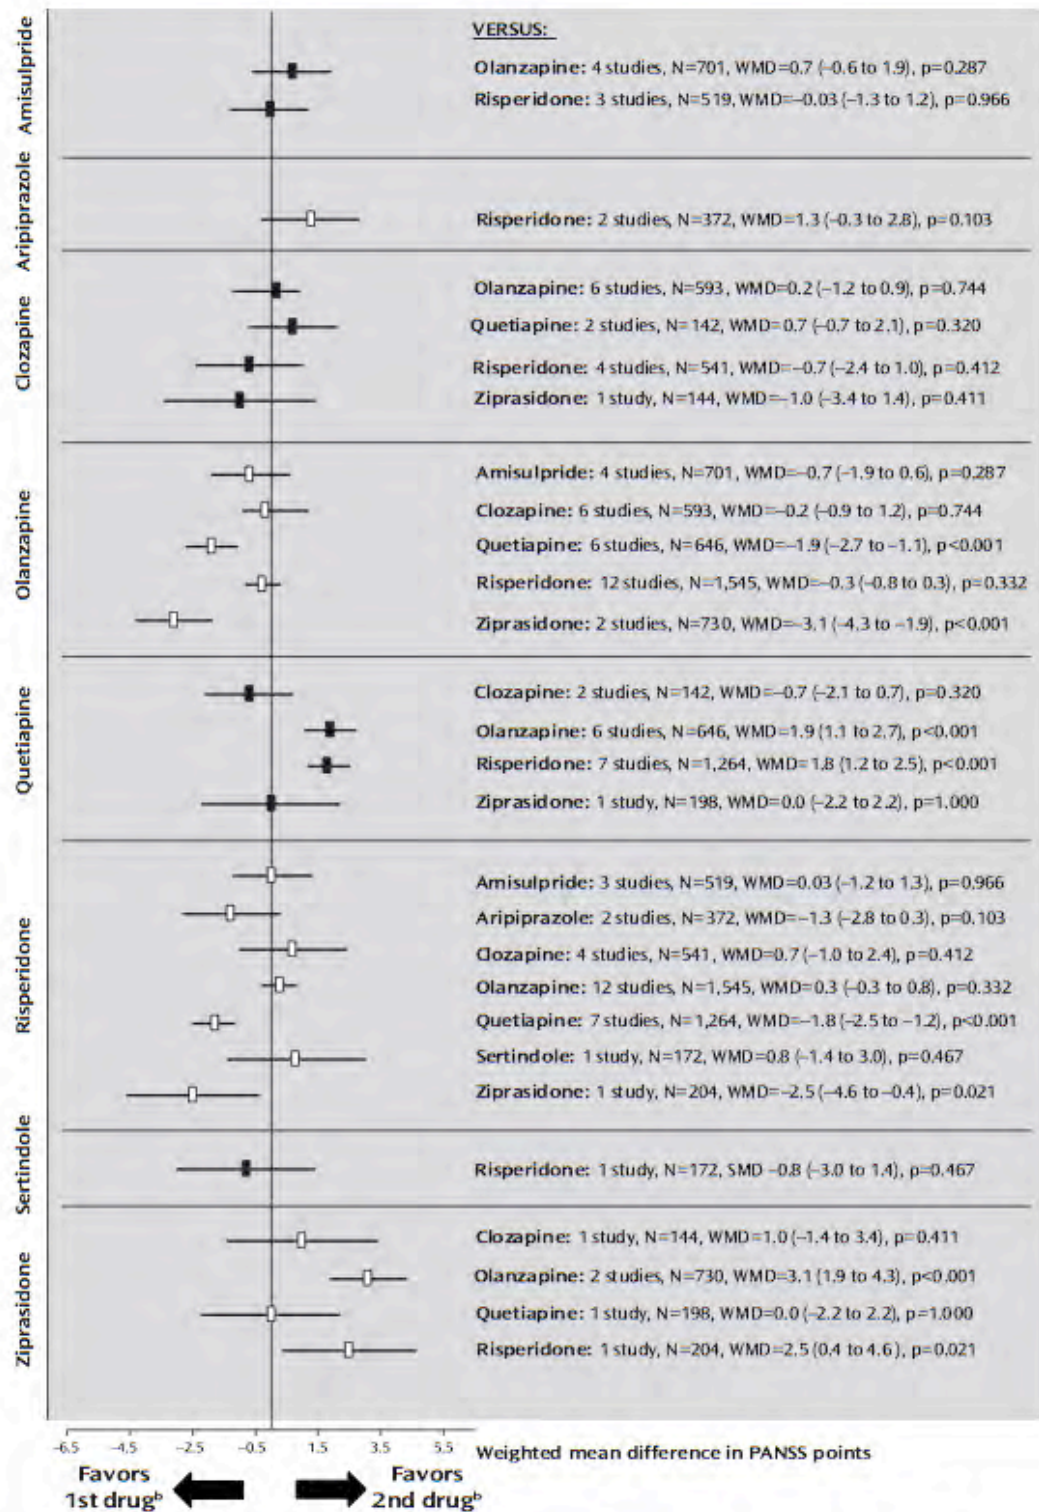 VERSUS:
Amisulpride
Olanzapine: 4 studies, N=701, WMD=0.7 (–0.6 to 1.9), p=0.287
Risperidone: 3 studies, N=519, WMD=–0.03 (–1.3 to 1.2), p=0.966
Aripiprazole
Risperidone: 2 studies, N=372, WMD=1.3 (–0.3 to 2.8), p=0.103
Clozapine
Olanzapine: 6 studies, N=593, WMD=0.2 (–1.2 to 0.9), p=0.744
Quetiapine: 2 studies, N=142, WMD=0.7 (–0.7 to 2.1), p=0.320
Risperidone: 4 studies, N=541, WMD=–0.7 (–2.4 to 1.0), p=0.412
Ziprasidone: 1 study, N=144, WMD=–1.0 (–3.4 to 1.4), p=0.411
Olanzapine
Amisulpride: 4 studies, N=701, WMD=–0.7 (–1.9 to 0.6), p=0.287
Clozapine: 6 studies, N=593, WMD=–0.2 (–0.9 to 1.2), p=0.744
Quetiapine: 6 studies, N=646, WMD=–1.9 (–2.7 to –1.1), p<0.001
Risperidone: 12 studies, N=1,545, WMD=–0.3 (–0.8 to 0.3), p=0.332
Ziprasidone: 2 studies, N=730, WMD=–3.1 (–4.3 to –1.9), p<0.001
Quetiapine
Clozapine: 2 studies, N=142, WMD=–0.7 (–2.1 to 0.7), p=0.320
Olanzapine: 6 studies, N=646, WMD=1.9 (1.1 to 2.7), p<0.001
Risperidone: 7 studies, N=1,264, WMD=1.8 (1.2 to 2.5), p<0.001
Ziprasidone: 1 study, N=198, WMD=0.0 (–2.2 to 2.2), p=1.000
Risperidone
Amisulpride: 3 studies, N=519, WMD=0.03 (–1.2 to 1.3), p=0.966
Aripiprazole: 2 studies, N=372, WMD=–1.3 (–2.8 to 0.3), p=0.103
Clozapine: 4 studies, N=541, WMD=0.7 (–1.0 to 2.4), p=0.412
Olanzapine: 12 studies, N=1,545, WMD=0.3 (–0.3 to 0.8), p=0.332
Quetiapine: 7 studies, N=1,264, WMD=–1.8 (–2.5 to –1.2), p<0.001
Sertindole: 1 study, N=172, WMD=0.8 (–1.4 to 3.0), p=0.467
Ziprasidone: 1 study, N=204, WMD=–2.5 (–4.6 to –0.4), p=0.021
Sertindole
Risperidone: 1 study, N=172, SMD –0.8 (–3.0 to 1.4), p=0.467
Ziprasidone
Clozapine: 1 study, N=144, WMD=1.0 (–1.4 to 3.4), p=0.411
Olanzapine: 2 studies, N=730, WMD=3.1 (1.9 to 4.3), p<0.001
Quetiapine: 1 study, N=198, WMD=0.0 (–2.2 to 2.2), p=1.000
Risperidone: 1 study, N=204, WMD=2.5 (0.4 to 4.6), p=0.021
–6.5 –4.5 –2.5 –0.5 1.5 3.5 5.5
Weighted mean difference in PANSS points
Favors Favors
1st drugᵇ 2nd drugᵇ